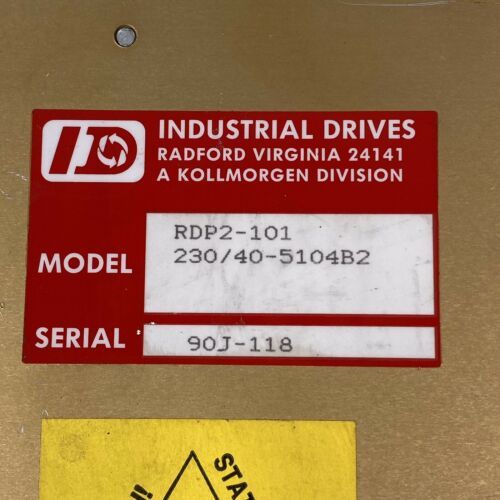 INDUSTRIAL DRIVES
RADFORD VIRGINIA 24141
A KOLLMORGEN DIVISION
MODEL
RDP2-101
230/40-5104B2
SERIAL
90J-118